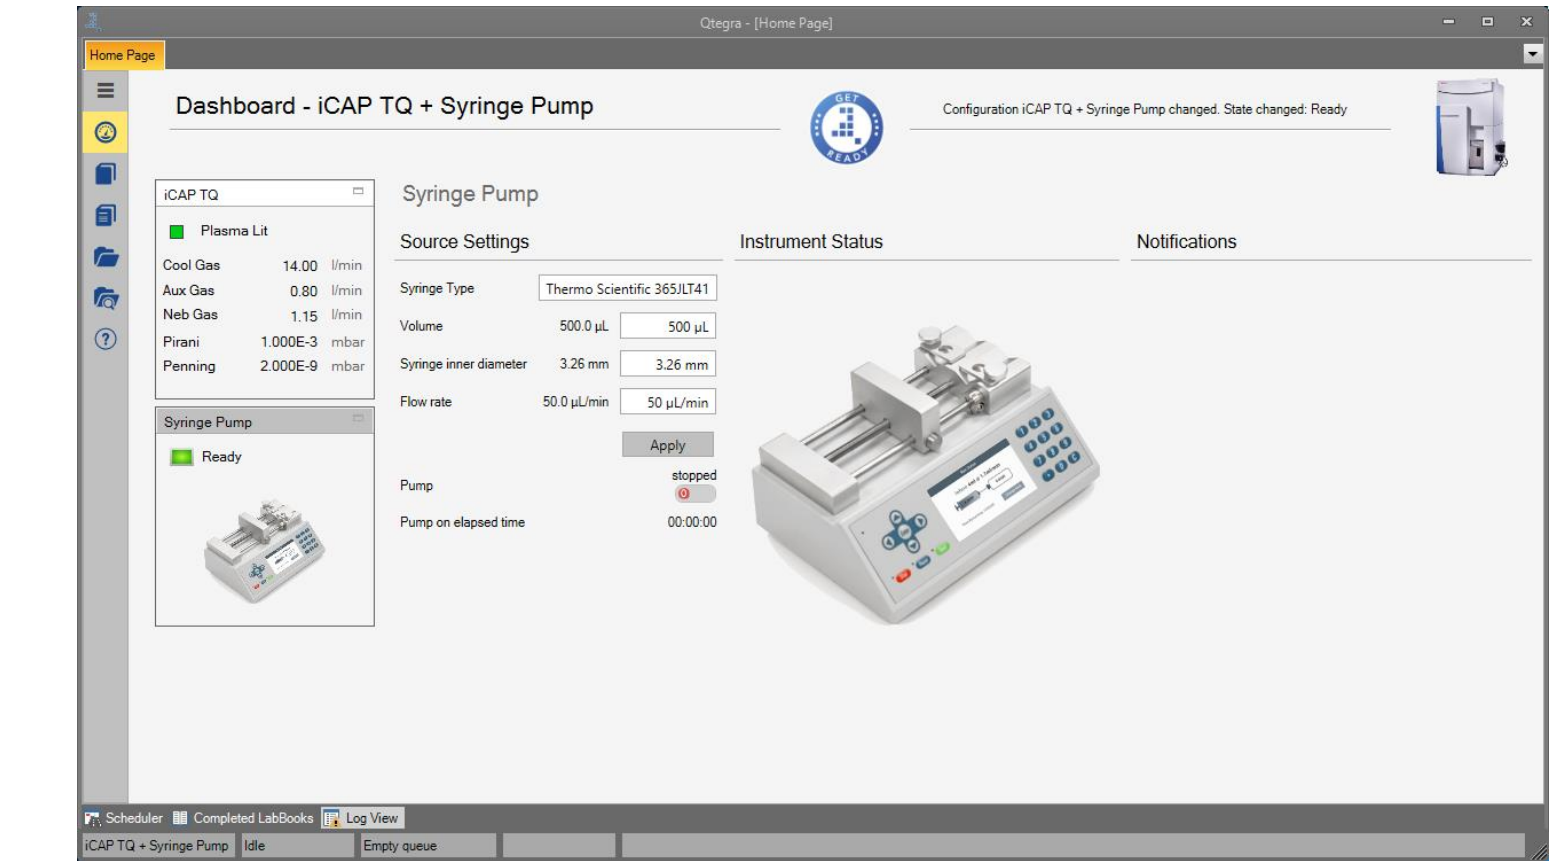 Qtegra - [Home Page]
Home Page
Dashboard - iCAP TQ + Syringe Pump
GET
READY
Configuration iCAP TQ + Syringe Pump changed. State changed: Ready
iCAP TQ
Plasma Lit
Cool Gas 14.00 l/min
Aux Gas 0.80 l/min
Neb Gas 1.15 l/min
Pirani 1.000E-3 mbar
Penning 2.000E-9 mbar
Syringe Pump
Ready
Syringe Pump
Source Settings
Syringe Type Thermo Scientific 365JLT41
Volume 500.0 µL 500 µL
Syringe inner diameter 3.26 mm 3.26 mm
Flow rate 50.0 µL/min 50 µL/min
Apply
Pump stopped
Pump on elapsed time 00:00:00
Instrument Status
Notifications
Scheduler Completed LabBooks Log View
iCAP TQ + Syringe Pump Idle Empty queue